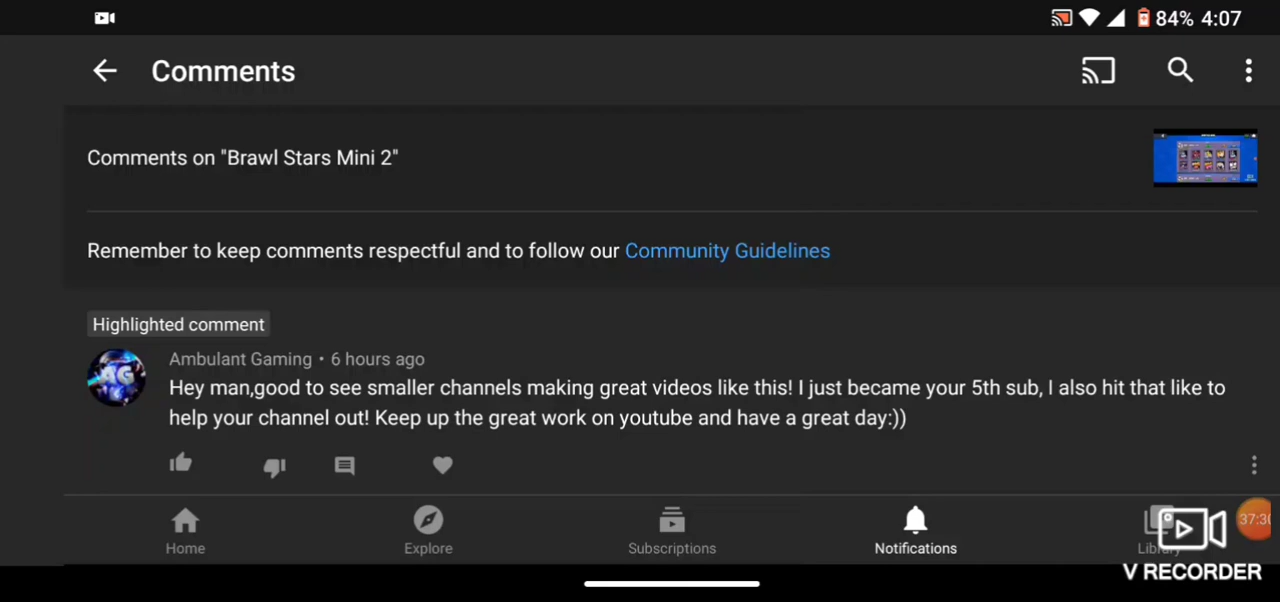 84% 4:07
Comments
Comments on "Brawl Stars Mini 2"
Remember to keep comments respectful and to follow our Community Guidelines
Highlighted comment
AG
Ambulant Gaming • 6 hours ago
Hey man,good to see smaller channels making great videos like this! I just became your 5th sub, I also hit that like to
help your channel out! Keep up the great work on youtube and have a great day:))
37:30
Home
Explore
Subscriptions
Notifications
Library
V RECORDER